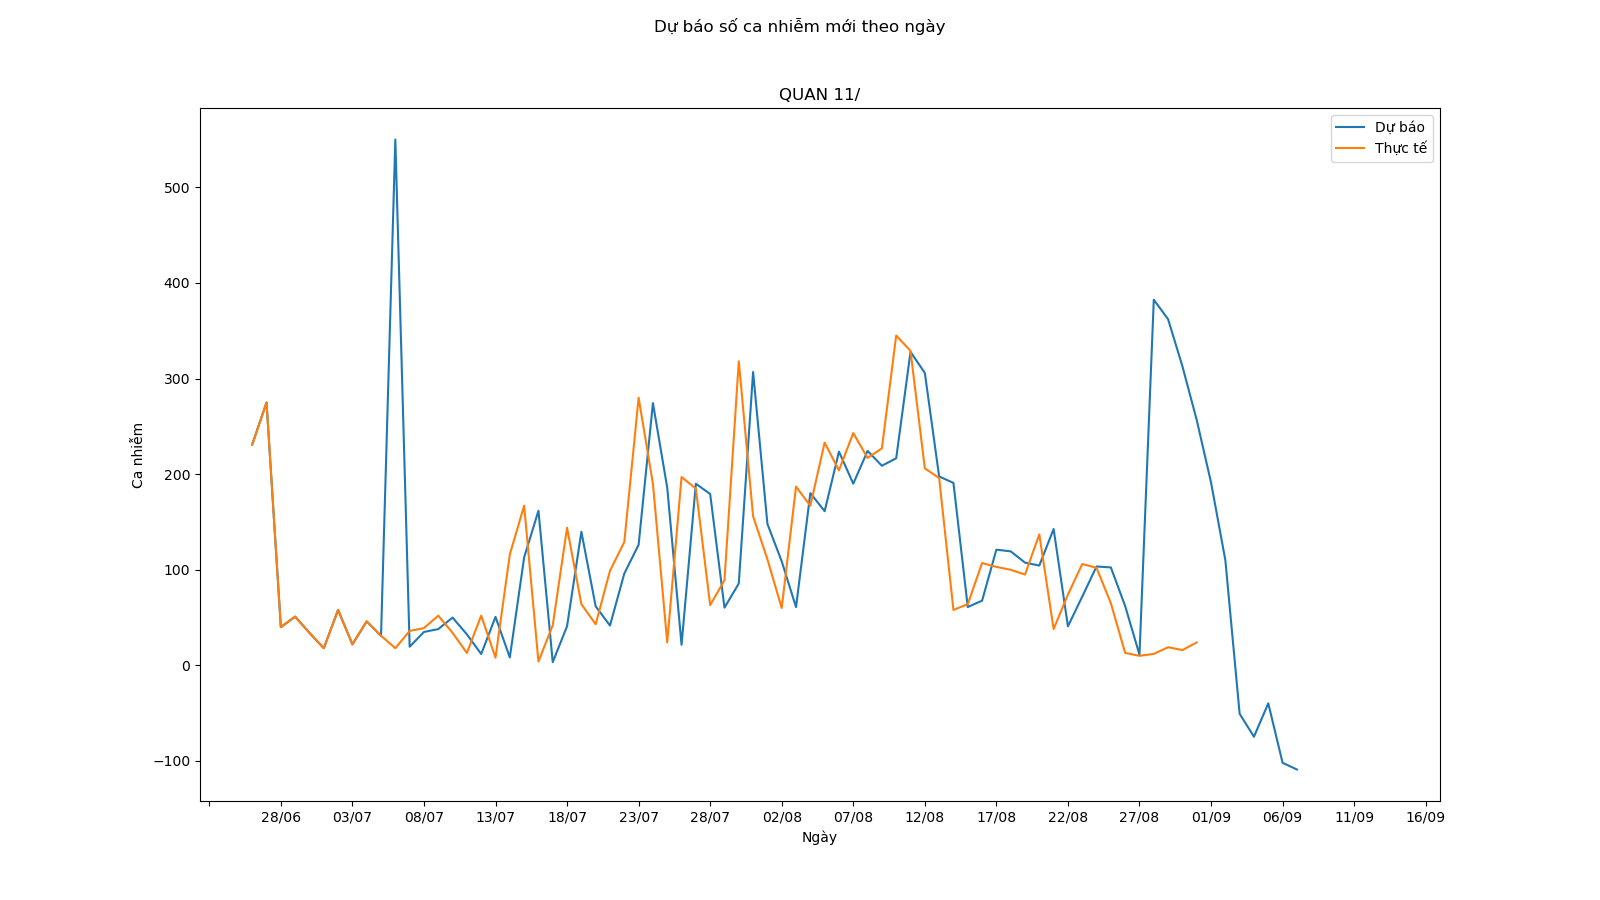 Dự báo số ca nhiễm mới theo ngày
QUAN 11/
Dự báo
Thực tế
500
400
300
200
100
0
−100
Ca nhiễm
28/06 03/07 08/07 13/07 18/07 23/07 28/07 02/08 07/08 12/08 17/08 22/08 27/08 01/09 06/09 11/09 16/09
Ngày